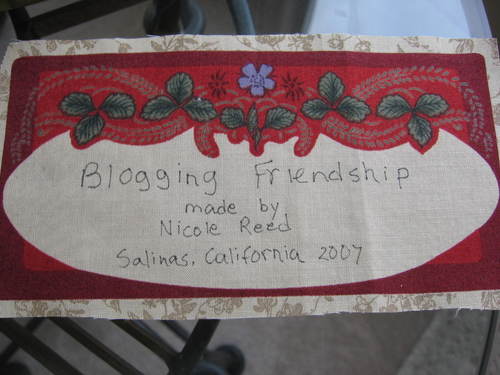 Blogging Friendship
made by
Nicole Reed
Salinas, California 2007